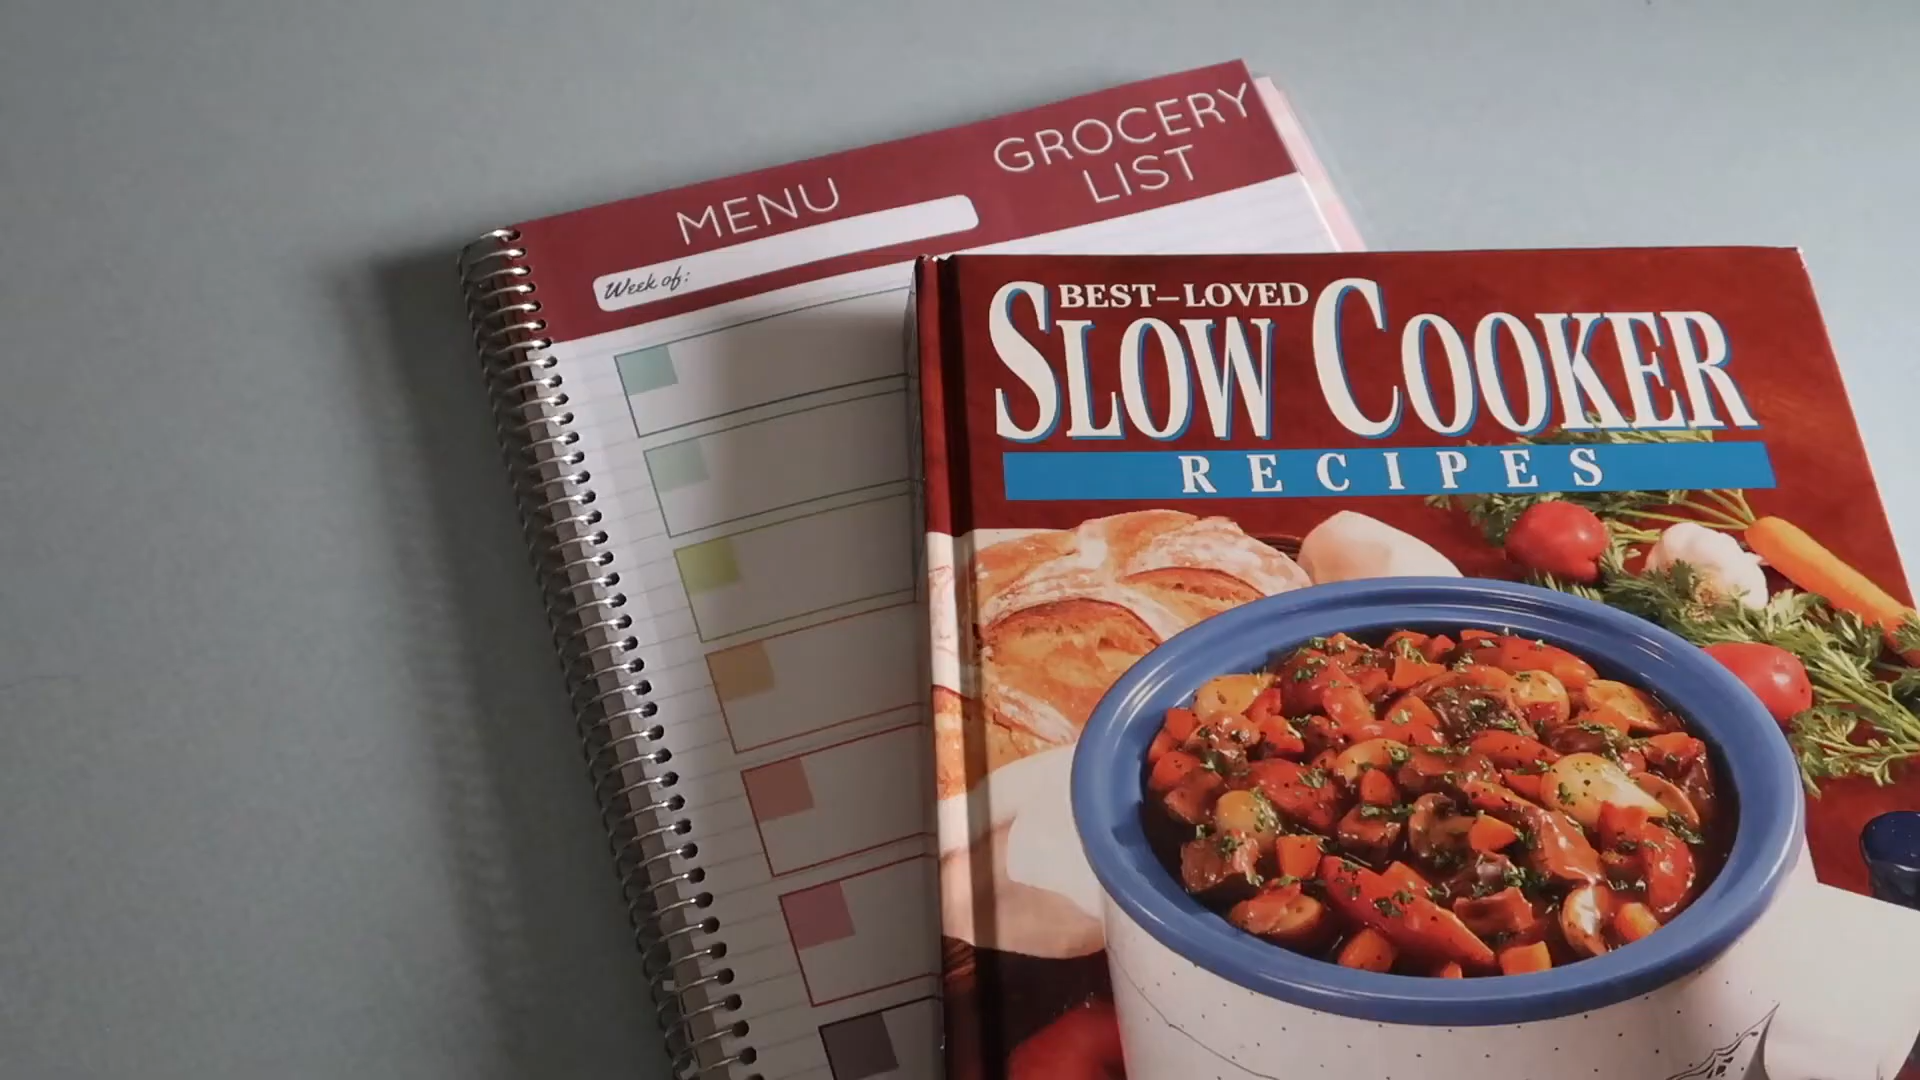 MENU
GROCERY
LIST
Week of:
BEST–LOVED
SLOW COOKER
RECIPES